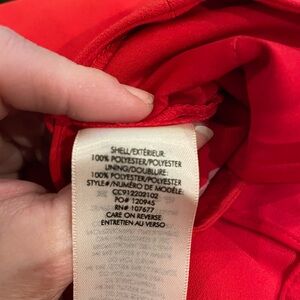 SHELL/EXTÉRIEUR:
100% POLYESTER/POLYESTER
LINING/DOUBLURE:
100% POLYESTER/POLYESTER
STYLE#/NUMÉRO DE MODÈLE
CC912202102
PO# 120945
RN# 107677
CARE ON REVERSE
ENTRETIEN AU VERSO